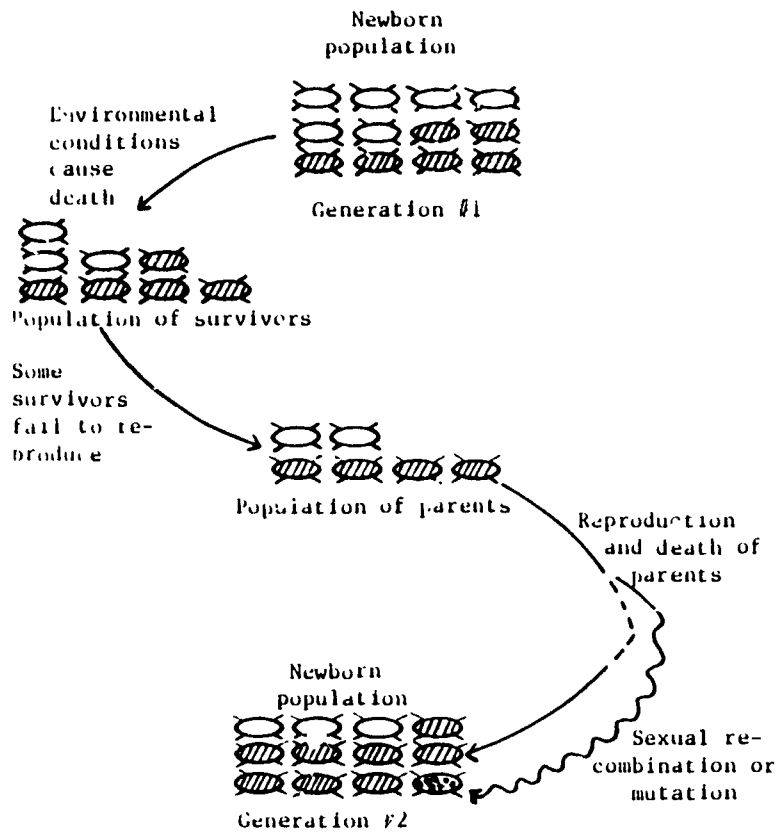 Newborn
population
Environmental
conditions
cause
death
Generation #1
Population of survivors
Some
survivors
fail to re-
produce
Population of parents
Reproduction
and death of
parents
Newborn
population
Sexual re-
combination or
mutation
Generation #2